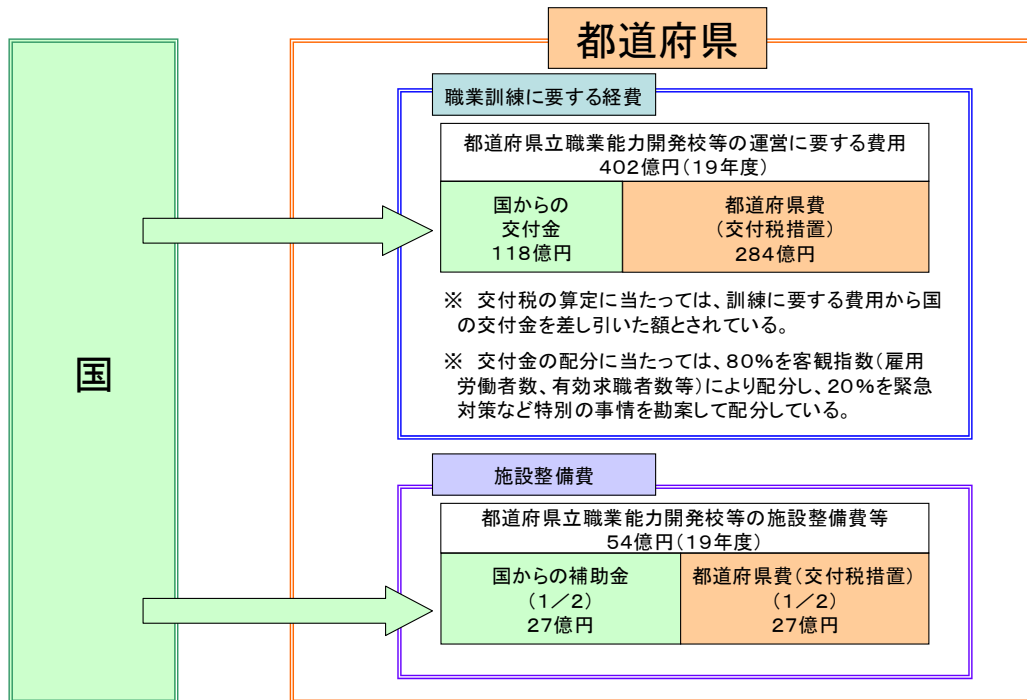 都道府県
国
職業訓練に要する経費
都道府県立職業能力開発校等の運営に要する費用
402億円(19年度)
国からの
交付金
118億円
都道府県費
(交付税措置)
284億円
※ 交付税の算定に当たっては、訓練に要する費用から国
の交付金を差し引いた額とされている。
※ 交付金の配分に当たっては、80%を客観指数(雇用
労働者数、有効求職者数等)により配分し、20%を緊急
対策など特別の事情を勘案して配分している。
施設整備費
都道府県立職業能力開発校等の施設整備費等
54億円(19年度)
国からの補助金
(1/2)
27億円
都道府県費(交付税措置)
(1/2)
27億円